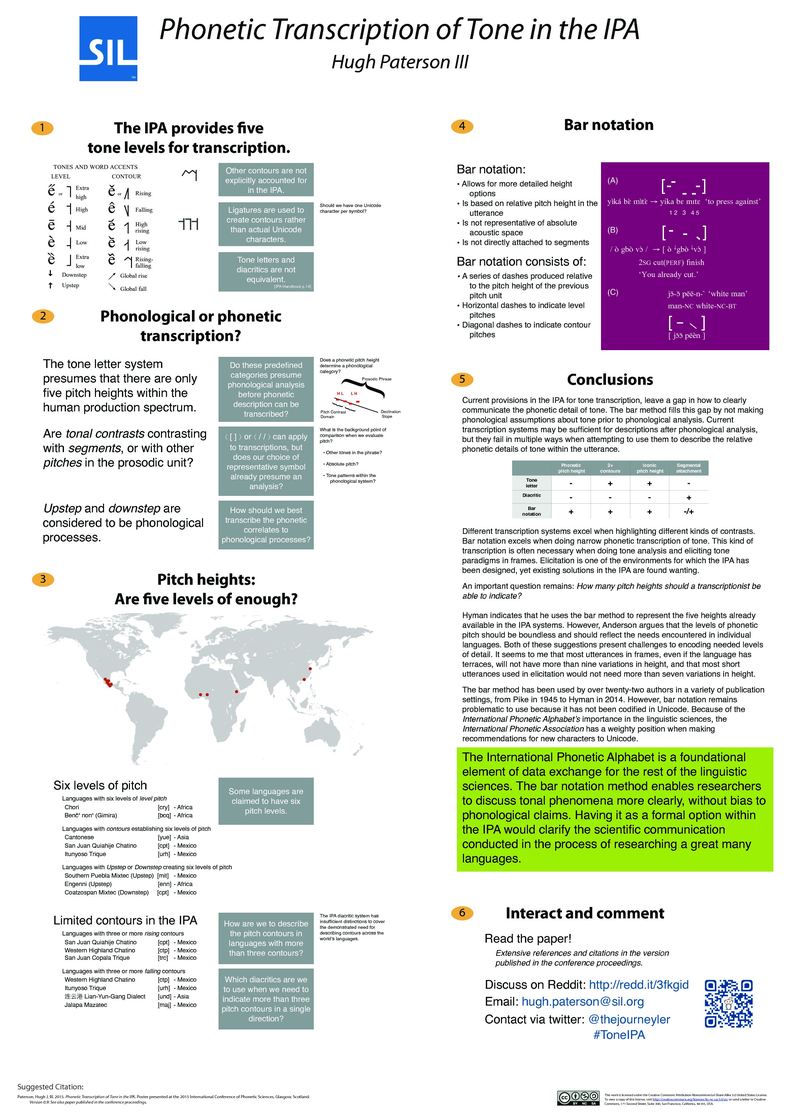 SIL
Phonetic Transcription of Tone in the IPA
Hugh Paterson III
1
The IPA provides five
tone levels for transcription.
TONES AND WORD ACCENTS
LEVEL CONTOUR
e̋ or ˥ Extra high
é ˦ High
ē ˧ Mid
è ˨ Low
ȅ ˩ Extra low
↓ Downstep
↑ Upstep
ě or Rising
ê Falling
High rising
Low rising
Rising-falling
↗ Global rise
↘ Global fall
Other contours are not
explicitly accounted for
in the IPA.
Ligatures are used to
create contours rather
than actual Unicode
characters.
Tone letters and
diacritics are not
equivalent.
[IPA Handbook p.14]
Should we have one Unicode
character per symbol?
2
Phonological or phonetic
transcription?
The tone letter system
presumes that there are only
five pitch heights within the
human production spectrum.
Are tonal contrasts contrasting
with segments, or with other
pitches in the prosodic unit?
Upstep and downstep are
considered to be phonological
processes.
Do these predefined
categories presume
phonological analysis
before phonetic
description can be
transcribed?
( [ ] ) or ( / / ) can apply
to transcriptions, but
does our choice of
representative symbol
already presume an
analysis?
How should we best
transcribe the phonetic
correlates to
phonological processes?
Does a phonetic pitch height
determine a phonological
category?
Prosodic Phrase
M L L H
Pitch Contrast
Domain
Declination
Slope
What is the background point of
comparison when we evaluate
pitch?
• Other tones in the phrase?
• Absolute pitch?
• Tone patterns within the
phonological system?
3
Pitch heights:
Are five levels of enough?
Six levels of pitch
Languages with six levels of level pitch
Chori [cry] - Africa
Benč⁴ non⁴ (Gimira) [bcq] - Africa
Languages with contours establishing six levels of pitch
Cantonese [yue] - Asia
San Juan Quiahije Chatino [cpt] - Mexico
Itunyoso Trique [urh] - Mexico
Languages with Upstep or Downstep creating six levels of pitch
Southern Puebla Mixtec (Upstep) [mit] - Mexico
Engenni (Upstep) [enn] - Africa
Coatzospan Mixtec (Downstep) [cpt] - Mexico
Some languages are
claimed to have six
pitch levels.
Limited contours in the IPA
Languages with three or more rising contours
San Juan Quiahije Chatino [cpt] - Mexico
Western Highland Chatino [ctp] - Mexico
San Juan Copala Trique [trc] - Mexico
Languages with three or more falling contours
Western Highland Chatino [ctp] - Mexico
Itunyoso Trique [urh] - Mexico
连云港 Lian-Yun-Gang Dialect [und] - Asia
Jalapa Mazatec [maj] - Mexico
How are we to describe
the pitch contours in
languages with more
than three contours?
Which diacritics are we
to use when we need to
indicate more than three
pitch contours in a single
direction?
The IPA diacritic system has
insufficient distinctions to cover
the demonstrated need for
describing contours across the
world's languages.
4
Bar notation
Bar notation:
• Allows for more detailed height
options
• Is based on relative pitch height in the
utterance
• Is not representative of absolute
acoustic space
• Is not directly attached to segments
Bar notation consists of:
• A series of dashes produced relative
to the pitch height of the previous
pitch unit
• Horizontal dashes to indicate level
pitches
• Diagonal dashes to indicate contour
pitches
(A)
[ - - - - ]
yiká bɛ̀ mìtɛ̀ → yika bɛ mɪtɛ 'to press against'
1 2 3 4 5
(B)
[ - - \ ]
/ ò gbò vɔ̀ / → [ ò ꜜgbò ꜜvɔ̀ ]
2SG cut(PERF) finish
'You already cut.'
(C) jɔ̄-ɔ̄ pēē-n-̄ 'white man'
man-NC white-NC-BT
[ - \ ]
[ jɔ̄ɔ̄ pēèn ]
5
Conclusions
Current provisions in the IPA for tone transcription, leave a gap in how to clearly
communicate the phonetic detail of tone. The bar method fills this gap by not making
phonological assumptions about tone prior to phonological analysis. Current
transcription systems may be sufficient for descriptions after phonological analysis,
but they fail in multiple ways when attempting to use them to describe the relative
phonetic details of tone within the utterance.
Phonetic pitch height 2+ contours Iconic pitch height Segmental attachment
Tone letter - + + -
Diacritic - - - +
Bar notation + + + -/+
Different transcription systems excel when highlighting different kinds of contrasts.
Bar notation excels when doing narrow phonetic transcription of tone. This kind of
transcription is often necessary when doing tone analysis and eliciting tone
paradigms in frames. Elicitation is one of the environments for which the IPA has
been designed, yet existing solutions in the IPA are found wanting.
An important question remains: How many pitch heights should a transcriptionist be
able to indicate?
Hyman indicates that he uses the bar method to represent the five heights already
available in the IPA systems. However, Anderson argues that the levels of phonetic
pitch should be boundless and should reflect the needs encountered in individual
languages. Both of these suggestions present challenges to encoding needed levels
of detail. It seems to me that most utterances in frames, even if the language has
terraces, will not have more than nine variations in height, and that most short
utterances used in elicitation would not need more than seven variations in height.
The bar method has been used by over twenty-two authors in a variety of publication
settings, from Pike in 1945 to Hyman in 2014. However, bar notation remains
problematic to use because it has not been codified in Unicode. Because of the
International Phonetic Alphabet's importance in the linguistic sciences, the
International Phonetic Association has a weighty position when making
recommendations for new characters to Unicode.
The International Phonetic Alphabet is a foundational
element of data exchange for the rest of the linguistic
sciences. The bar notation method enables researchers
to discuss tonal phenomena more clearly, without bias to
phonological claims. Having it as a formal option within
the IPA would clarify the scientific communication
conducted in the process of researching a great many
languages.
6
Interact and comment
Read the paper!
Extensive references and citations in the version
published in the conference proceedings.
Discuss on Reddit: http://redd.it/3fkgid
Email: hugh.paterson@sil.org
Contact via twitter: @thejourneyler
#ToneIPA
Suggested Citation:
Paterson, Hugh J, III. 2015. Phonetic Transcription of Tone in the IPA. Poster presented at the 2015 International Conference of Phonetic Sciences, Glasgow, Scotland.
Version 0.9. See also paper published in the conference proceedings.
BY NC SA